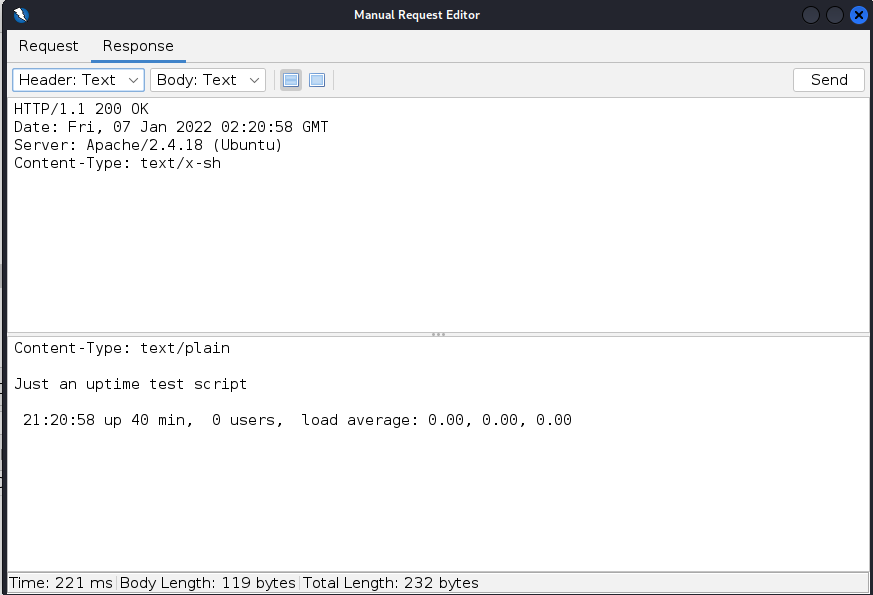 Manual Request Editor
Request Response
Header: Text Body: Text Send
HTTP/1.1 200 OK
Date: Fri, 07 Jan 2022 02:20:58 GMT
Server: Apache/2.4.18 (Ubuntu)
Content-Type: text/x-sh
Content-Type: text/plain
Just an uptime test script
21:20:58 up 40 min,  0 users,  load average: 0.00, 0.00, 0.00
Time: 221 ms Body Length: 119 bytes Total Length: 232 bytes